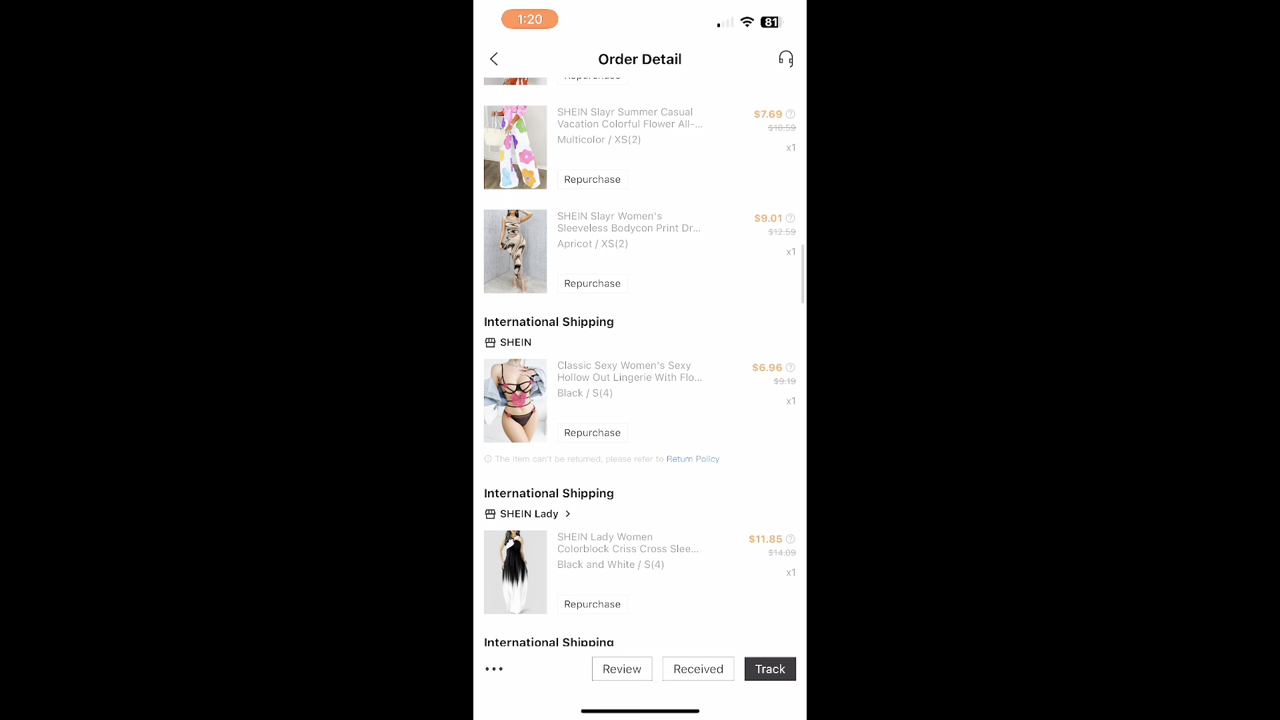 1:20
81
Order Detail
Repurchase
SHEIN Slayr Summer Casual
Vacation Colorful Flower All-...
Multicolor / XS(2)
$7.69
$10.59
x1
Repurchase
SHEIN Slayr Women's
Sleeveless Bodycon Print Dr...
Apricot / XS(2)
$9.01
$12.59
x1
Repurchase
International Shipping
SHEIN
Classic Sexy Women's Sexy
Hollow Out Lingerie With Flo...
Black / S(4)
$6.96
$9.19
x1
Repurchase
The item can't be returned, please refer to Return Policy
International Shipping
SHEIN Lady >
SHEIN Lady Women
Colorblock Criss Cross Slee...
Black and White / S(4)
$11.85
$14.09
x1
Repurchase
International Shipping
... Review Received Track